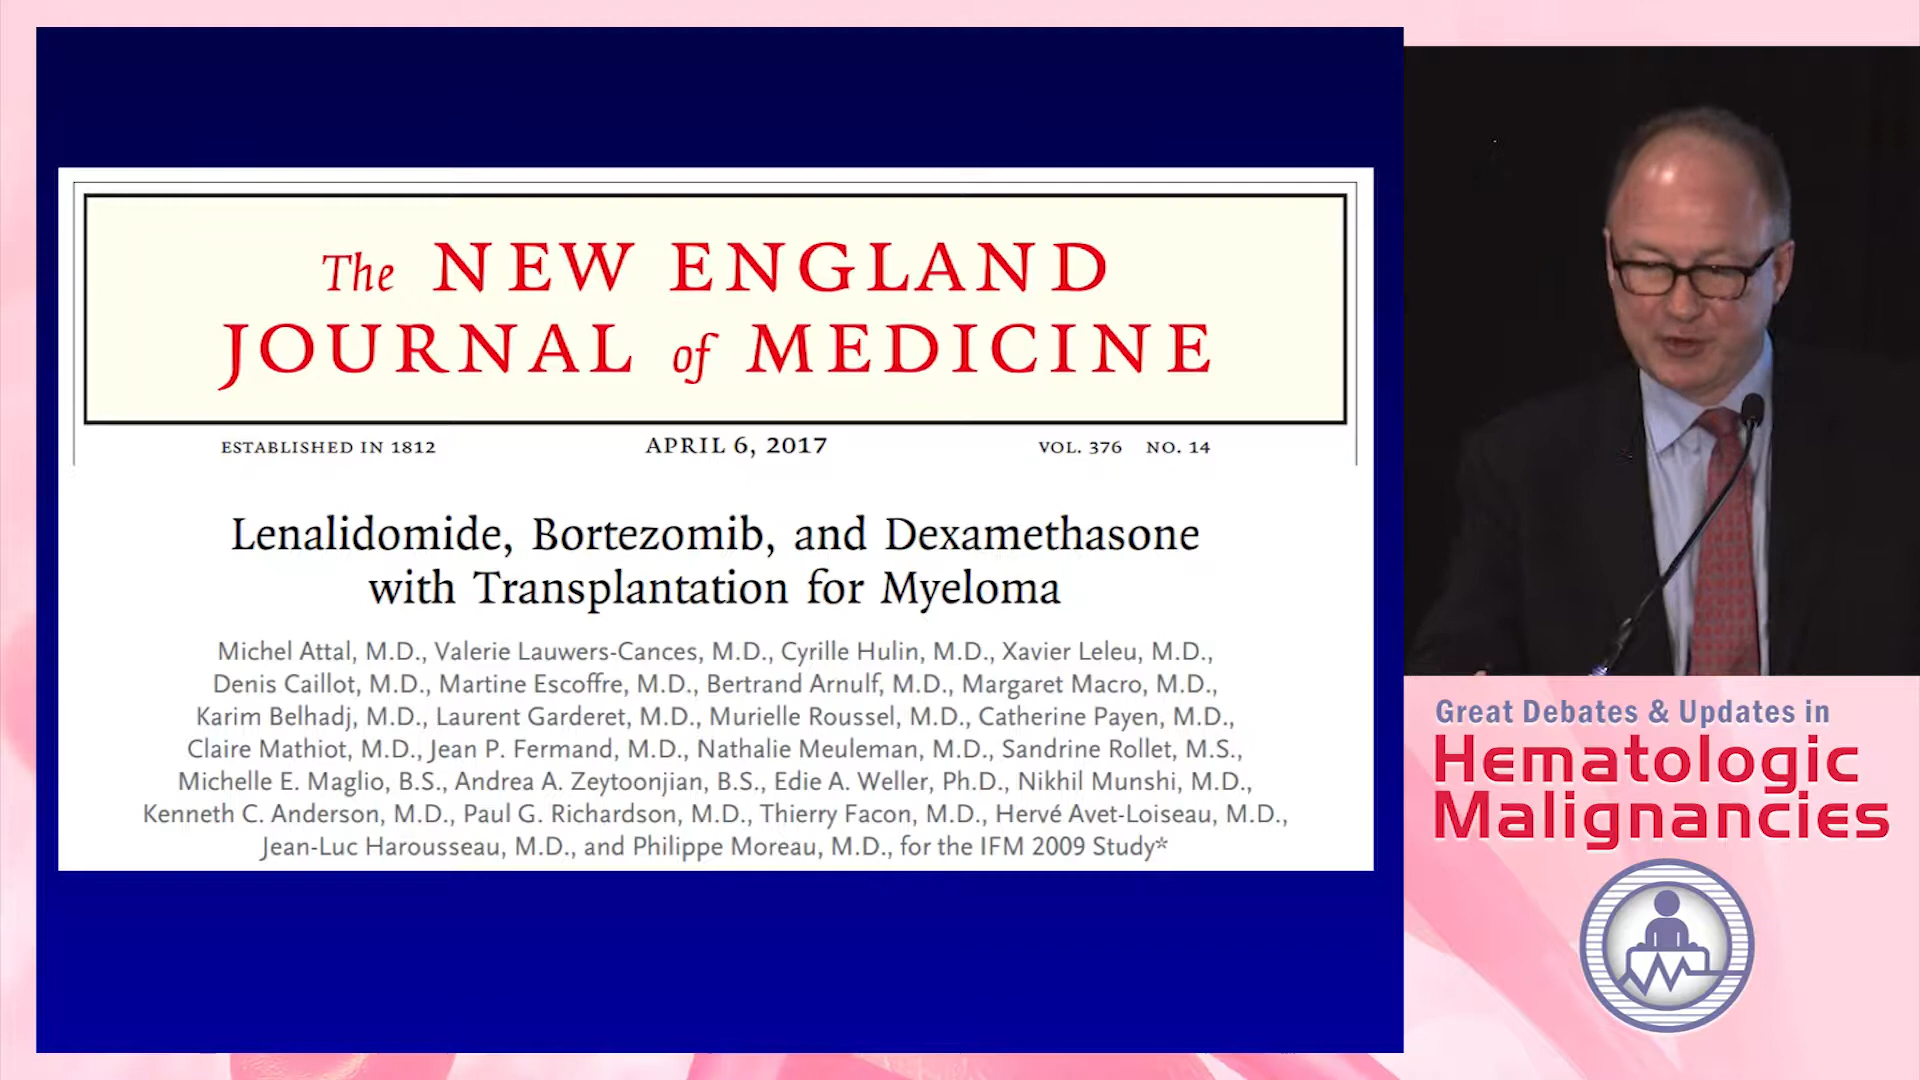 The NEW ENGLAND
JOURNAL of MEDICINE
ESTABLISHED IN 1812 APRIL 6, 2017 VOL. 376 NO. 14
Lenalidomide, Bortezomib, and Dexamethasone
with Transplantation for Myeloma
Michel Attal, M.D., Valerie Lauwers-Cances, M.D., Cyrille Hulin, M.D., Xavier Leleu, M.D.,
Denis Caillot, M.D., Martine Escoffre, M.D., Bertrand Arnulf, M.D., Margaret Macro, M.D.,
Karim Belhadj, M.D., Laurent Garderet, M.D., Murielle Roussel, M.D., Catherine Payen, M.D.,
Claire Mathiot, M.D., Jean P. Fermand, M.D., Nathalie Meuleman, M.D., Sandrine Rollet, M.S.,
Michelle E. Maglio, B.S., Andrea A. Zeytoonjian, B.S., Edie A. Weller, Ph.D., Nikhil Munshi, M.D.,
Kenneth C. Anderson, M.D., Paul G. Richardson, M.D., Thierry Facon, M.D., Hervé Avet-Loiseau, M.D.,
Jean-Luc Harousseau, M.D., and Philippe Moreau, M.D., for the IFM 2009 Study*
Great Debates & Updates in
Hematologic
Malignancies